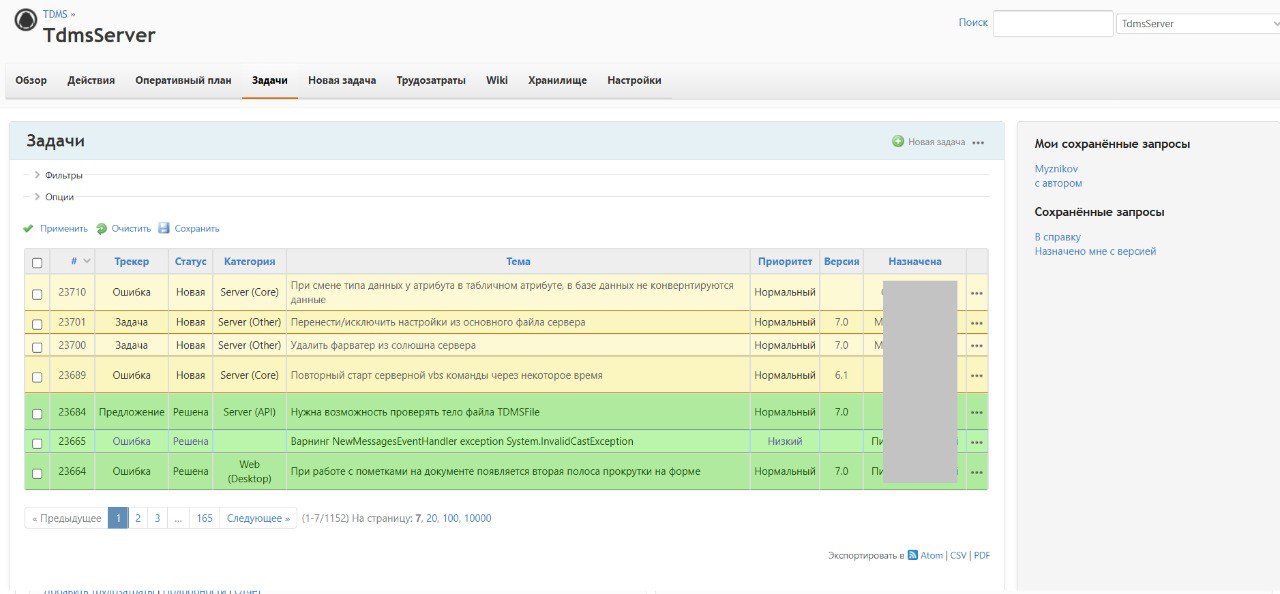 TDMS »
TdmsServer
Поиск
TdmsServer
Обзор Действия Оперативный план Задачи Новая задача Трудозатраты Wiki Хранилище Настройки
Задачи
Новая задача •••
Фильтры
Опции
Применить Очистить Сохранить
# Трекер Статус Категория Тема Приоритет Версия Назначена
23710 Ошибка Новая Server (Core) При смене типа данных у атрибута в табличном атрибуте, в базе данных не конвернтируются Нормальный
данные
23701 Задача Новая Server (Other) Перенести/исключить настройки из основного файла сервера Нормальный 7.0 М
23700 Задача Новая Server (Other) Удалить фарватер из солюшна сервера Нормальный 7.0 М
23689 Ошибка Новая Server (Core) Повторный старт серверной vbs команды через некоторое время Нормальный 6.1
23684 Предложение Решена Server (API) Нужна возможность проверять тело файла TDMSFile Нормальный 7.0
23665 Ошибка Решена Варнинг NewMessagesEventHandler exception System.InvalidCastException Низкий Пи
23664 Ошибка Решена Web При работе с пометками на документе появляется вторая полоса прокрутки на форме Нормальный 7.0 Пи
(Desktop)
« Предыдущее 1 2 3 ... 165 Следующее » (1-7/1152) На страницу: 7, 20, 100, 10000
Экспортировать в Atom | CSV | PDF
Мои сохранённые запросы
Myznikov
с автором
Сохранённые запросы
В справку
Назначено мне с версией